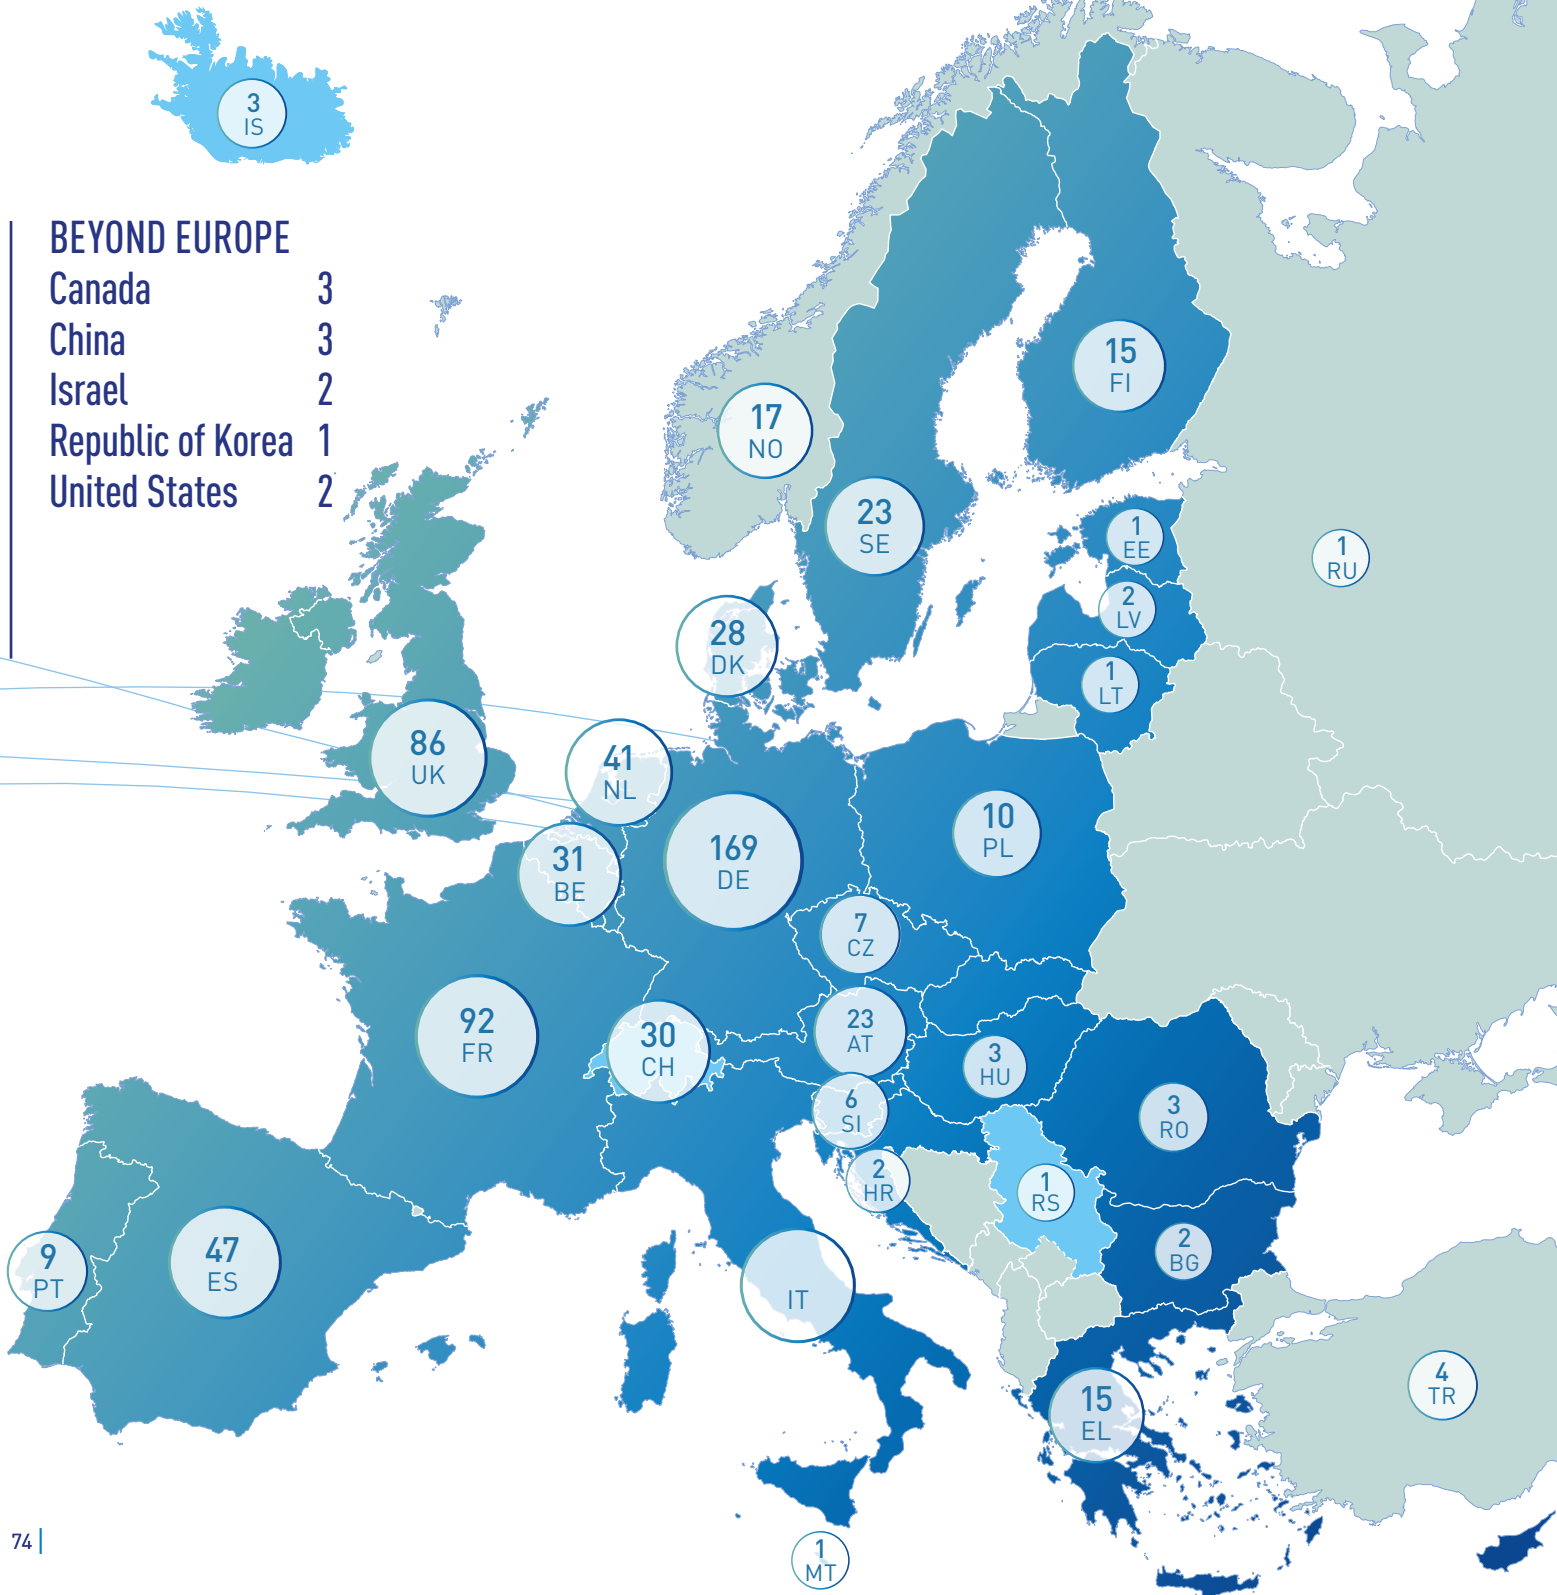 3
IS
BEYOND EUROPE
Canada 3
China 3
Israel 2
Republic of Korea 1
United States 2
15
FI
17
NO
23
SE
1
EE
1
RU
2
LV
28
DK
1
LT
86
UK
41
NL
10
PL
169
DE
31
BE
7
CZ
92
FR
30
CH
23
AT
3
HU
6
SI
3
RO
2
HR
1
RS
2
BG
47
ES
9
PT
IT
4
TR
15
EL
74
1
MT